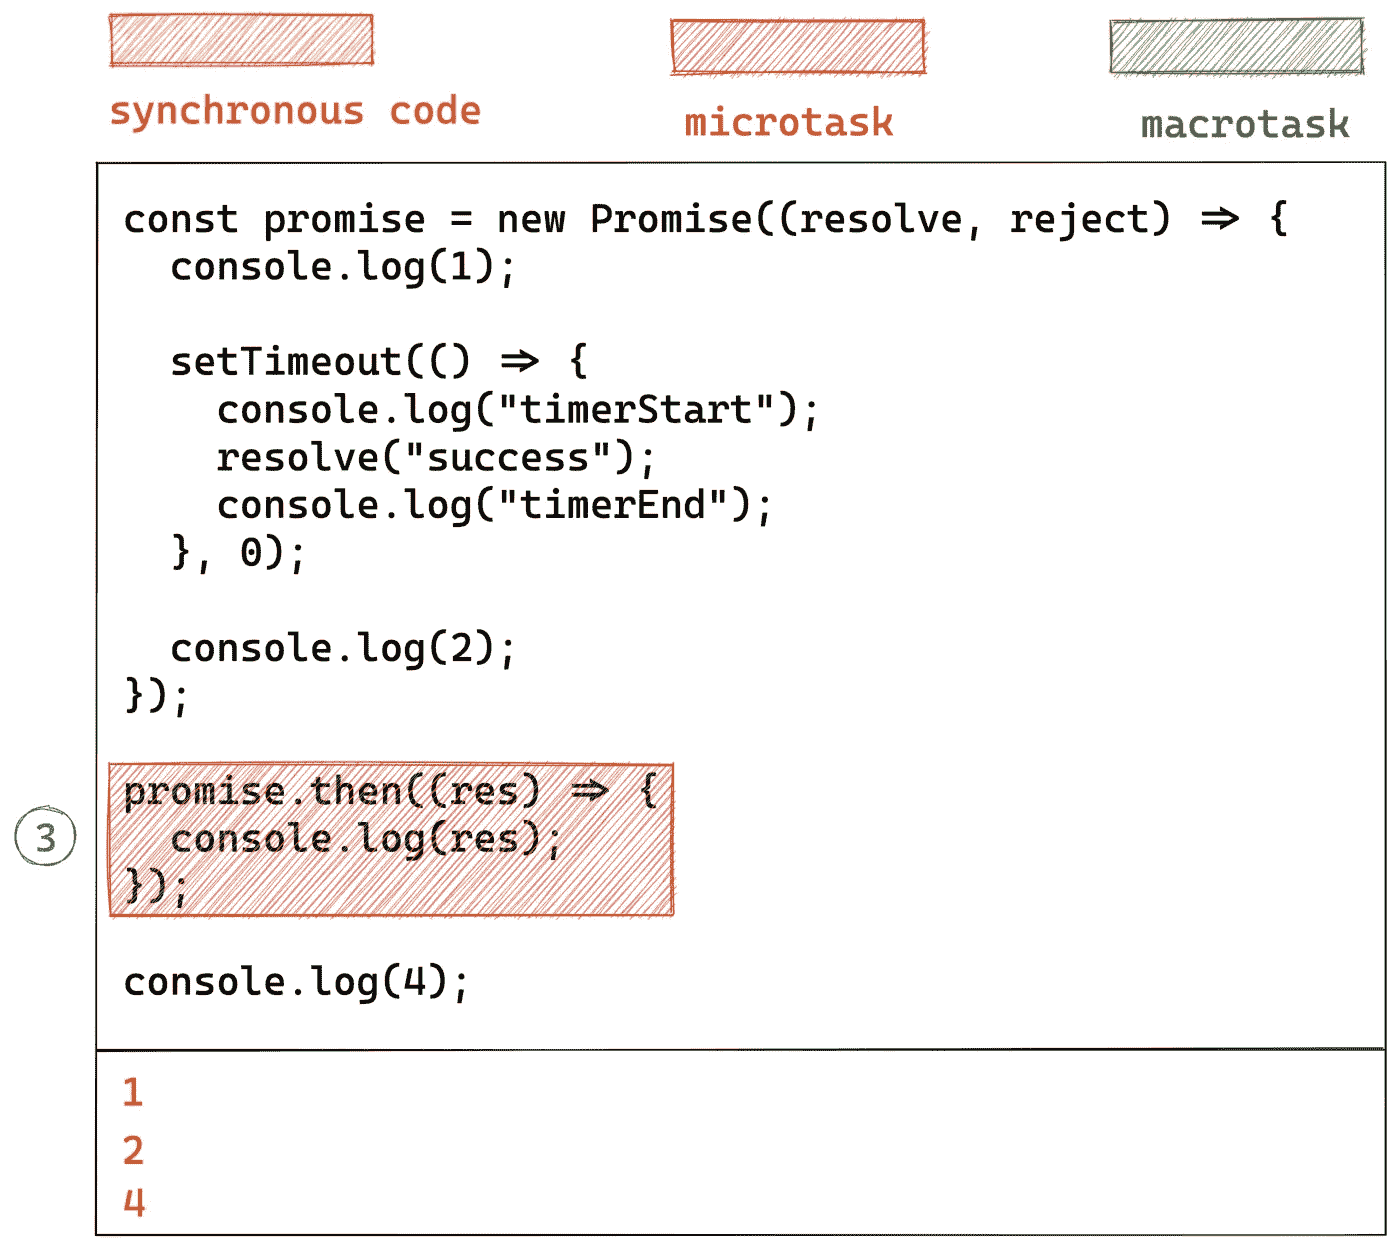 synchronous code
microtask
macrotask
const promise = new Promise((resolve, reject) => {
  console.log(1);
  setTimeout(() => {
    console.log("timerStart");
    resolve("success");
    console.log("timerEnd");
  }, 0);
  console.log(2);
});
promise.then((res) => {
3
  console.log(res);
});
console.log(4);
1
2
4